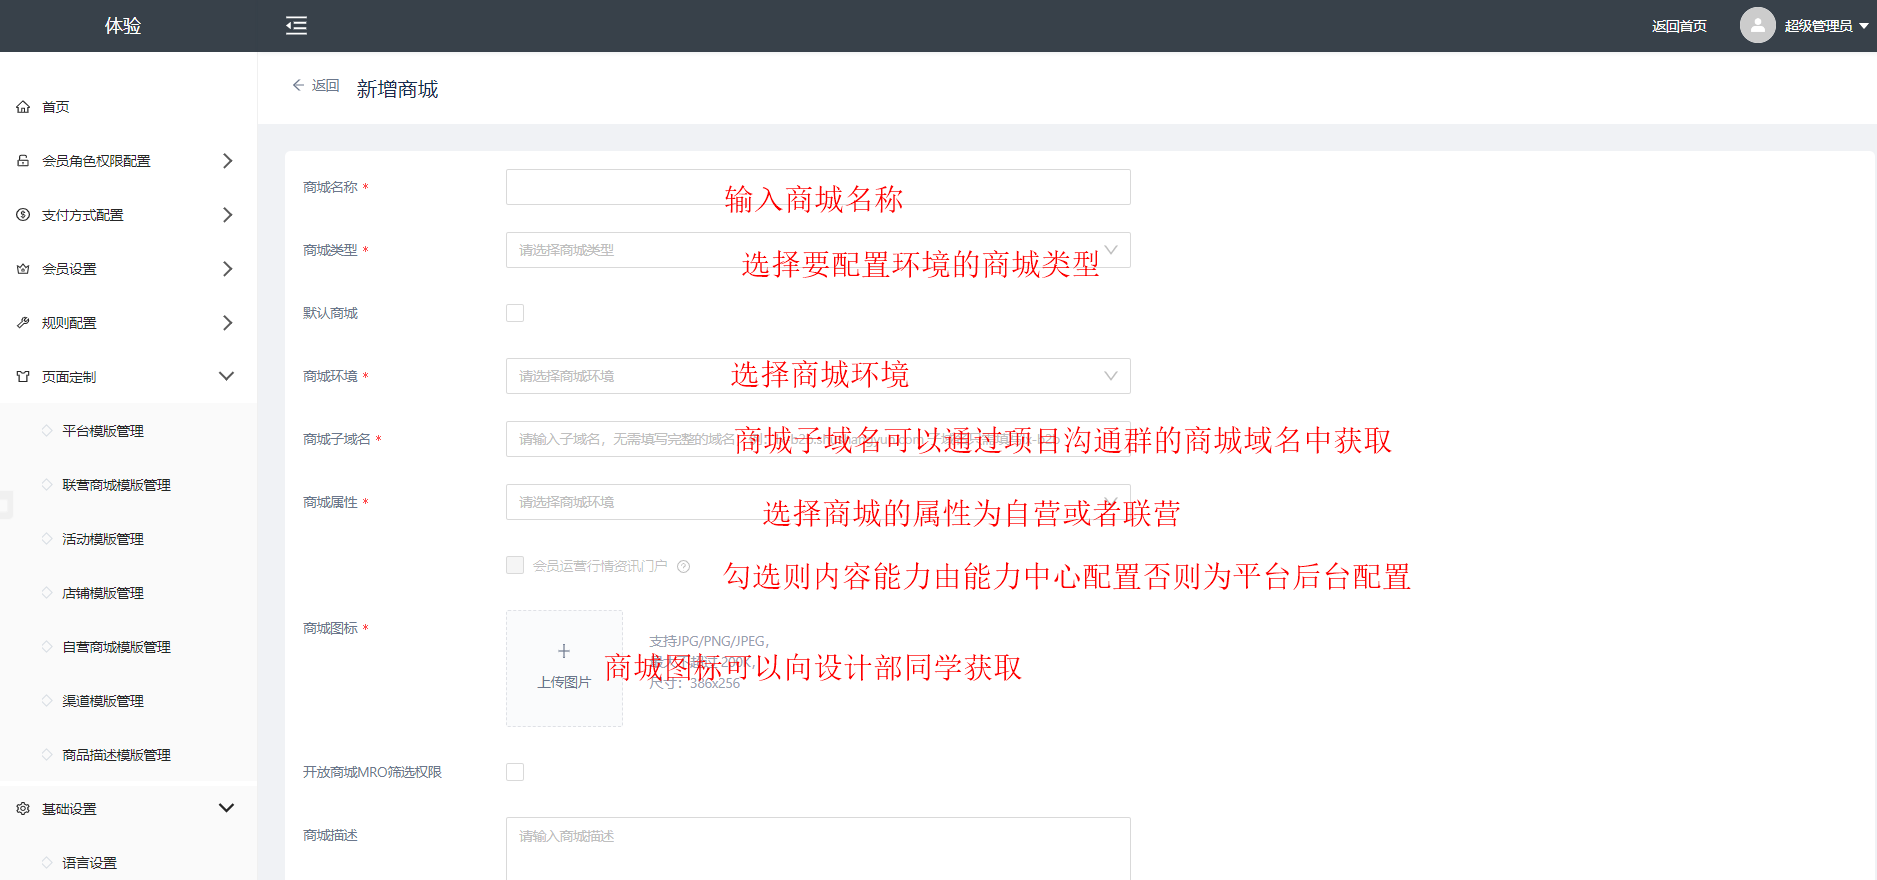 体验
返回首页
超级管理员
首页
会员角色权限配置
支付方式配置
会员设置
规则配置
页面定制
平台模版管理
联营商城模版管理
活动模版管理
店铺模版管理
自营商城模版管理
渠道模版管理
商品描述模版管理
基础设置
语言设置
返回
新增商城
商城名称 *
输入商城名称
商城类型 *
请选择商城类型
选择要配置环境的商城类型
默认商城
商城环境 *
请选择商城环境
选择商城环境
商城子域名 *
请输入子域名，无需填写完整的域名
商城子域名可以通过项目沟通群的商城域名中获取
商城属性 *
请选择商城环境
选择商城的属性为自营或者联营
会员运营行情资讯门户
勾选则内容能力由能力中心配置否则为平台后台配置
商城图标 *
上传图片
支持JPG/PNG/JPEG，
200K，
尺寸：386x256
商城图标可以向设计部同学获取
开放商城MRO筛选权限
商城描述
请输入商城描述